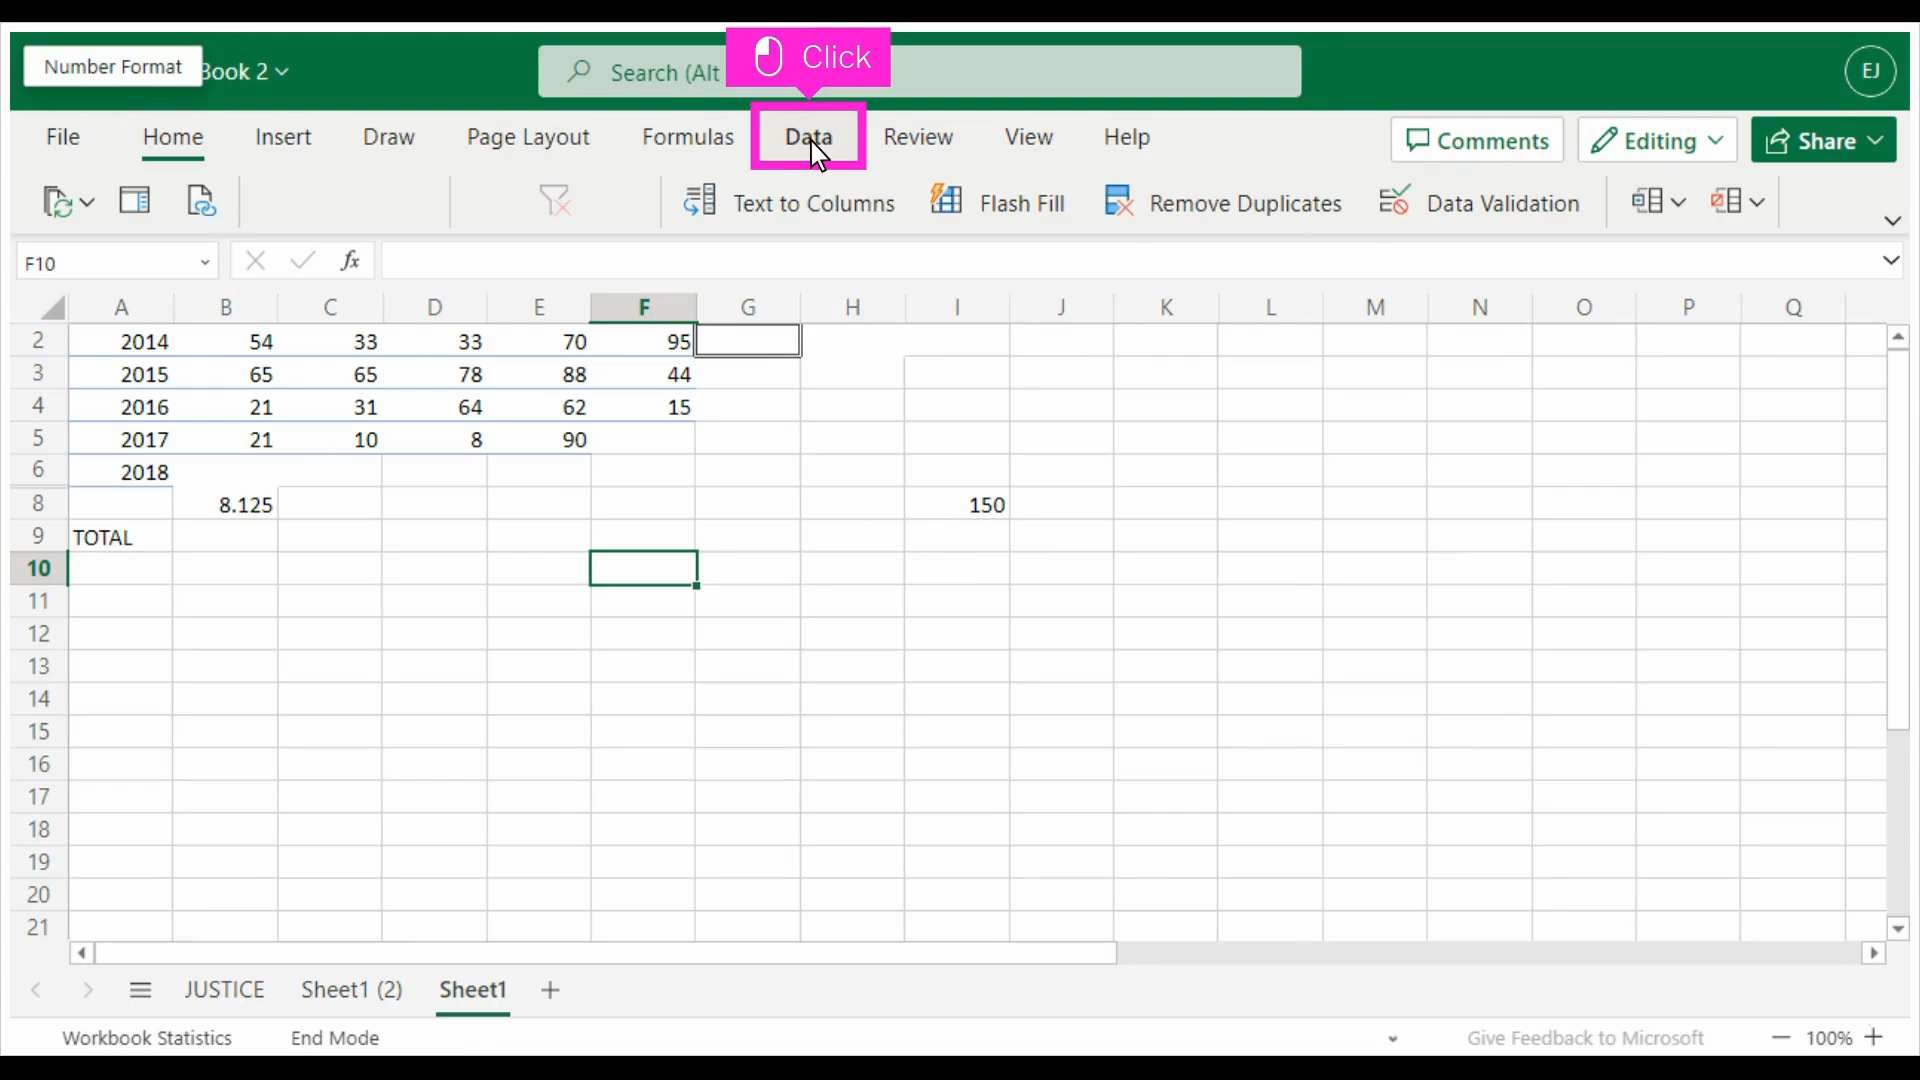 Click
Number Format Book 2 Search (Alt EJ
File Home Insert Draw Page Layout Formulas Data Review View Help Comments Editing Share
Text to Columns Flash Fill Remove Duplicates Data Validation
F10 fx
A B C D E F G H I J K L M N O P Q
2 2014 54 33 33 70 95
3 2015 65 65 78 88 44
4 2016 21 31 64 62 15
5 2017 21 10 8 90
6 2018
8 8.125 150
9 TOTAL
10
11
12
13
14
15
16
17
18
19
20
21
JUSTICE Sheet1 (2) Sheet1
Workbook Statistics End Mode Give Feedback to Microsoft 100%